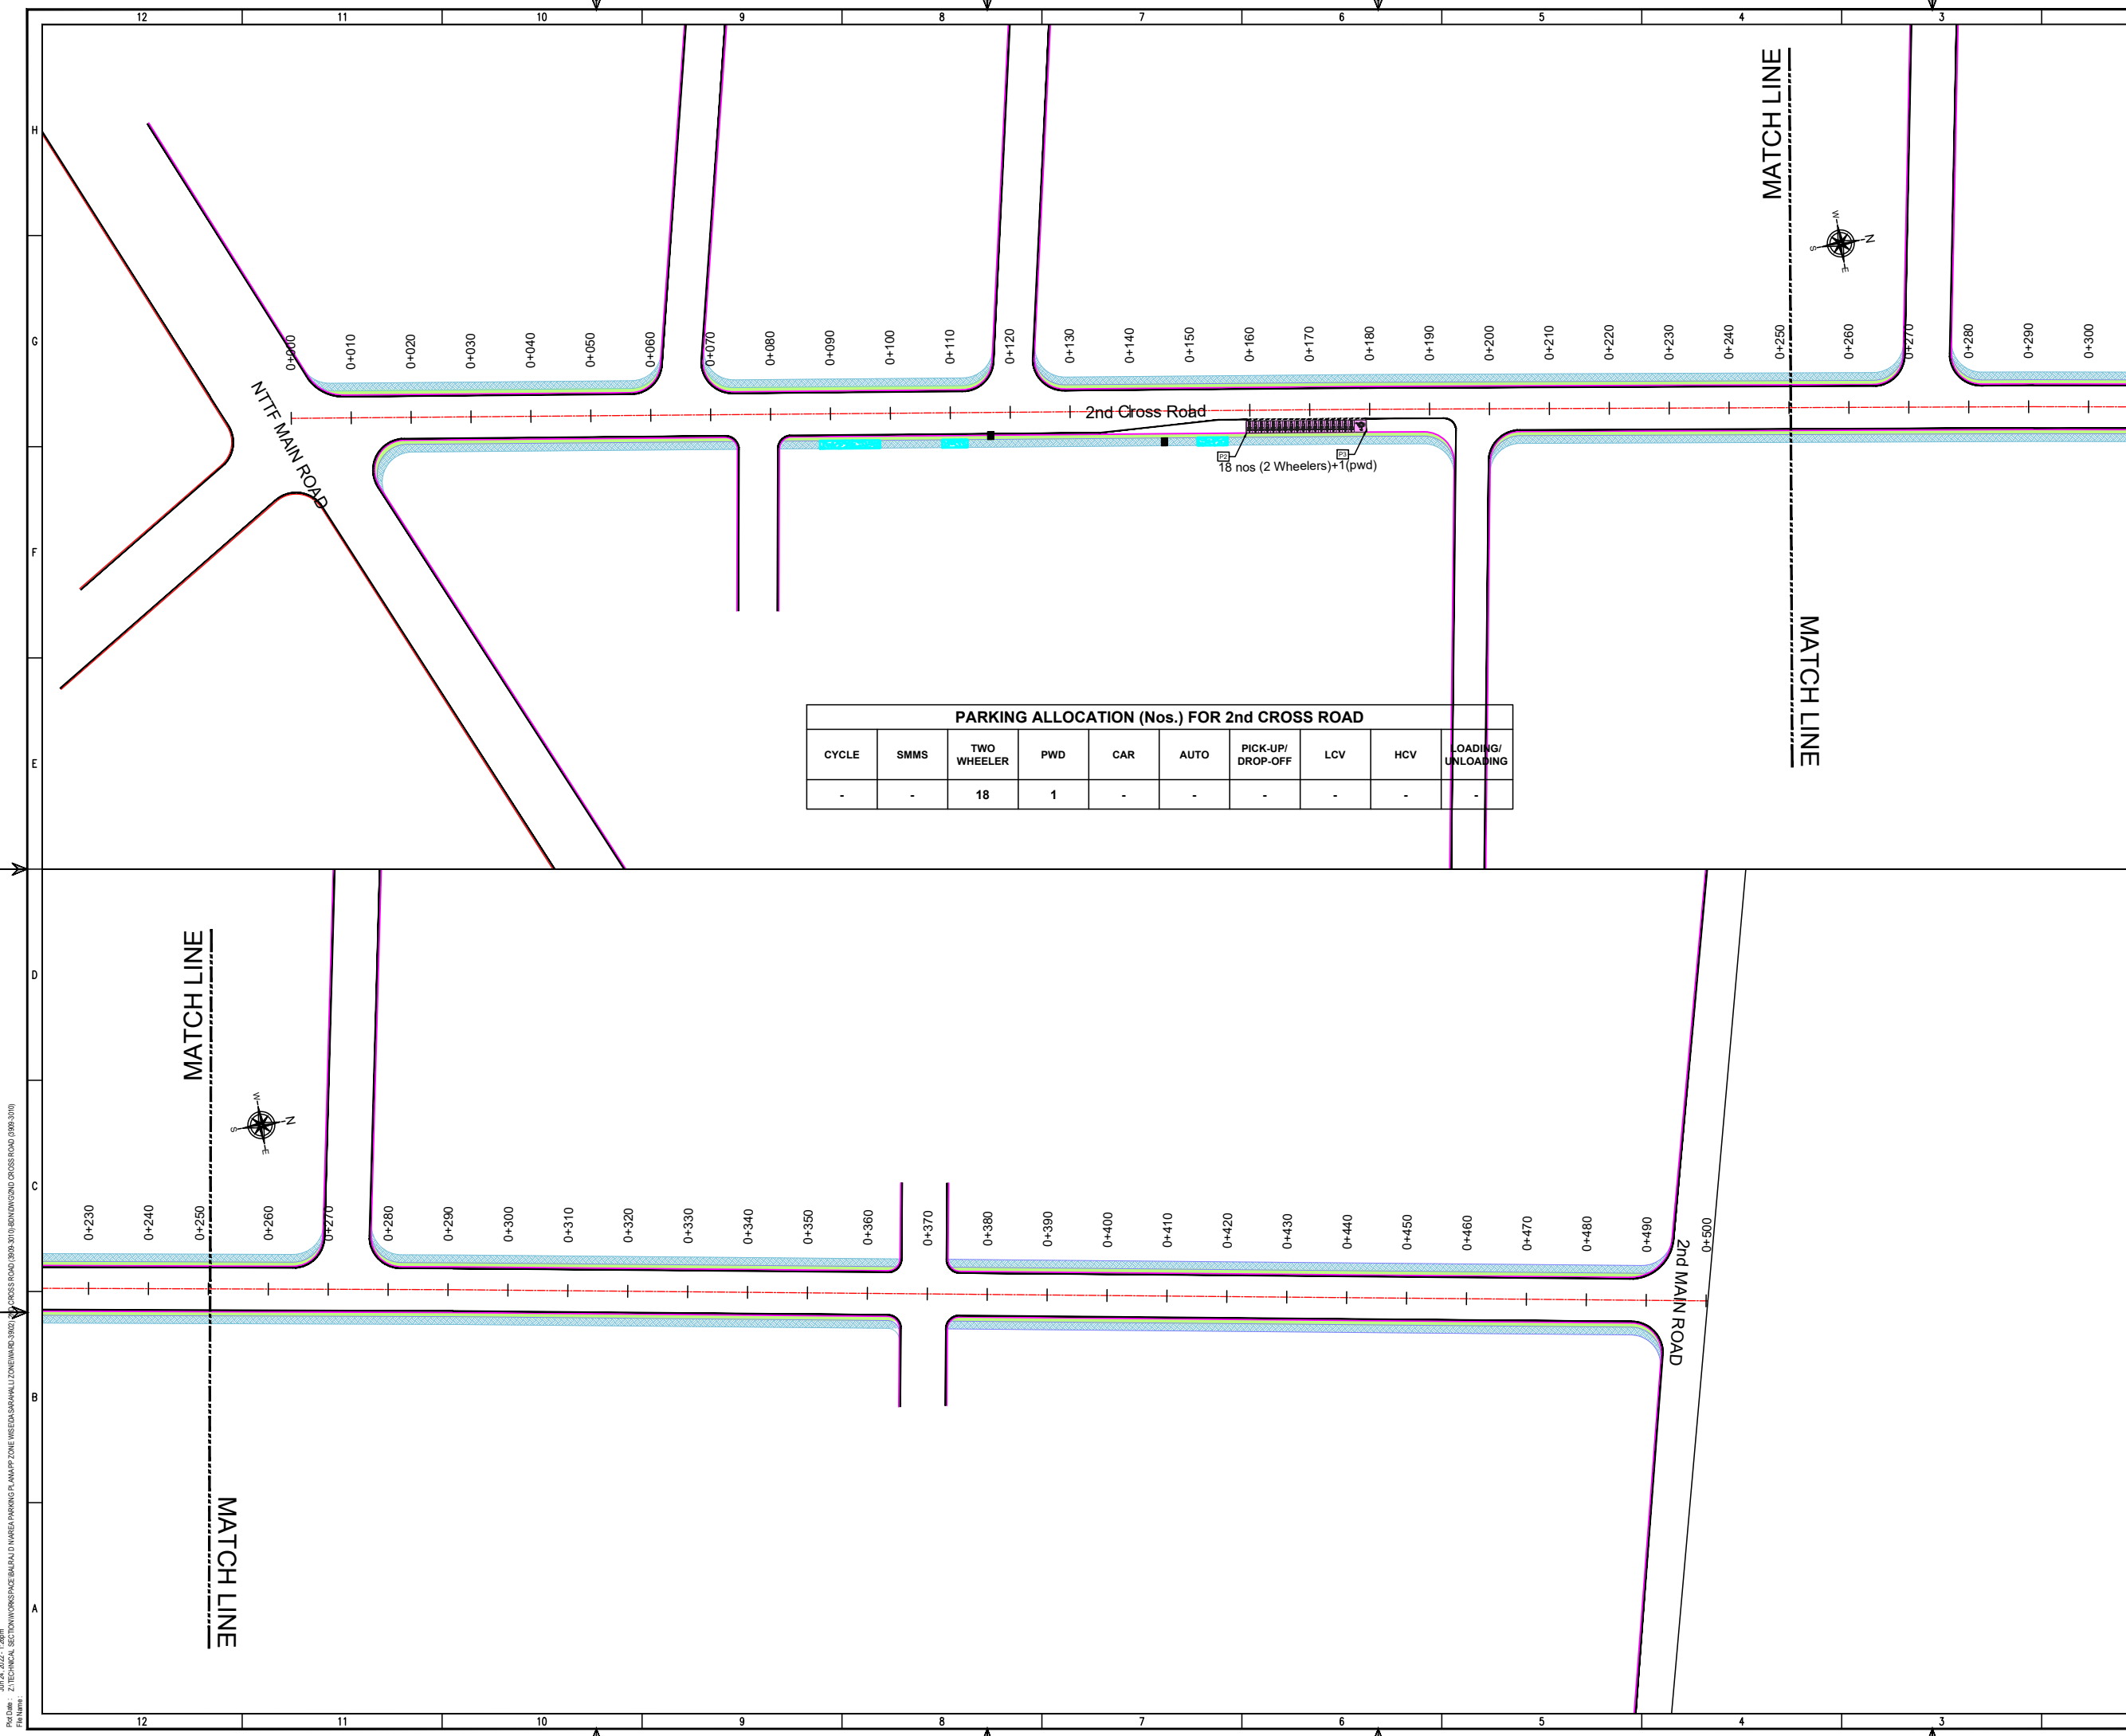 12 11 10 9 8 7 6 5 4 3
H
G
F
E
D
C
B
A
MATCH LINE
W N S E
0+000 0+010 0+020 0+030 0+040 0+050 0+060 0+070 0+080 0+090 0+100 0+110 0+120 0+130 0+140 0+150 0+160 0+170 0+180 0+190 0+200 0+210 0+220 0+230 0+240 0+250 0+260 0+270 0+280 0+290 0+300
NTTF MAIN ROAD
2nd Cross Road
P2
P3
18 nos (2 Wheelers)+1(pwd)
MATCH LINE
PARKING ALLOCATION (Nos.) FOR 2nd CROSS ROAD
CYCLE SMMS TWO WHEELER PWD CAR AUTO PICK-UP/ DROP-OFF LCV HCV LOADING/ UNLOADING
- - 18 1 - - - - - -
MATCH LINE
W N S E
0+230 0+240 0+250 0+260 0+270 0+280 0+290 0+300 0+310 0+320 0+330 0+340 0+350 0+360 0+370 0+380 0+390 0+400 0+410 0+420 0+430 0+440 0+450 0+460 0+470 0+480 0+490 0+500
2nd MAIN ROAD
MATCH LINE
12 11 10 9 8 7 6 5 4 3
Plot Date :
File Name :